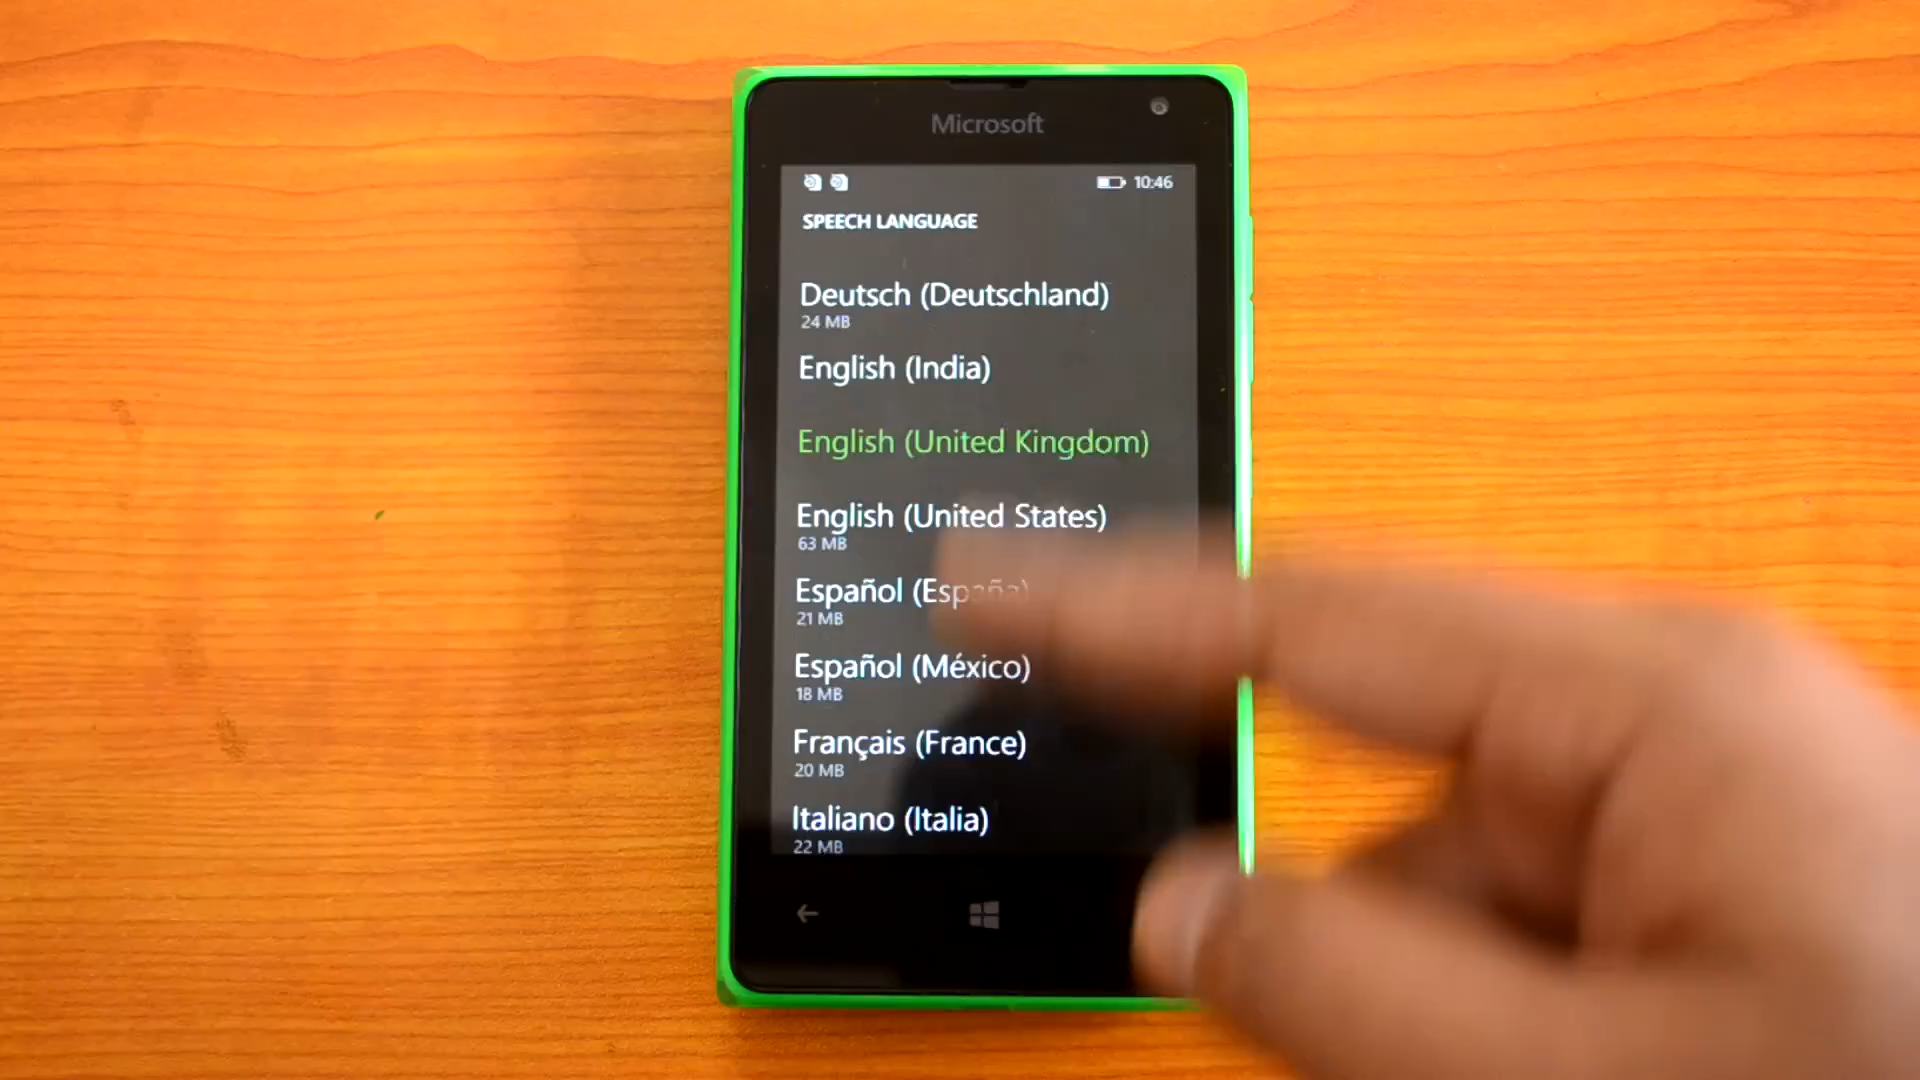 Microsoft
10:46
SPEECH LANGUAGE
Deutsch (Deutschland)
24 MB
English (India)
English (United Kingdom)
English (United States)
63 MB
Español (España)
21 MB
Español (México)
18 MB
Français (France)
20 MB
Italiano (Italia)
22 MB